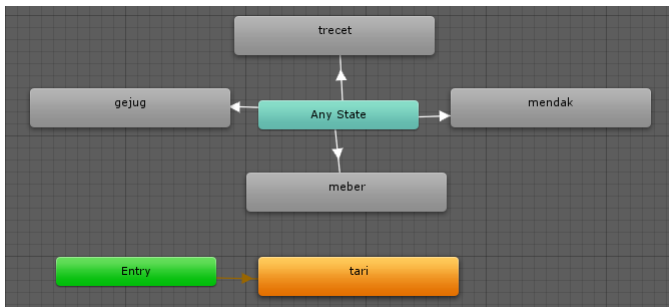 trecet
gejug
Any State
mendak
meber
Entry
tari